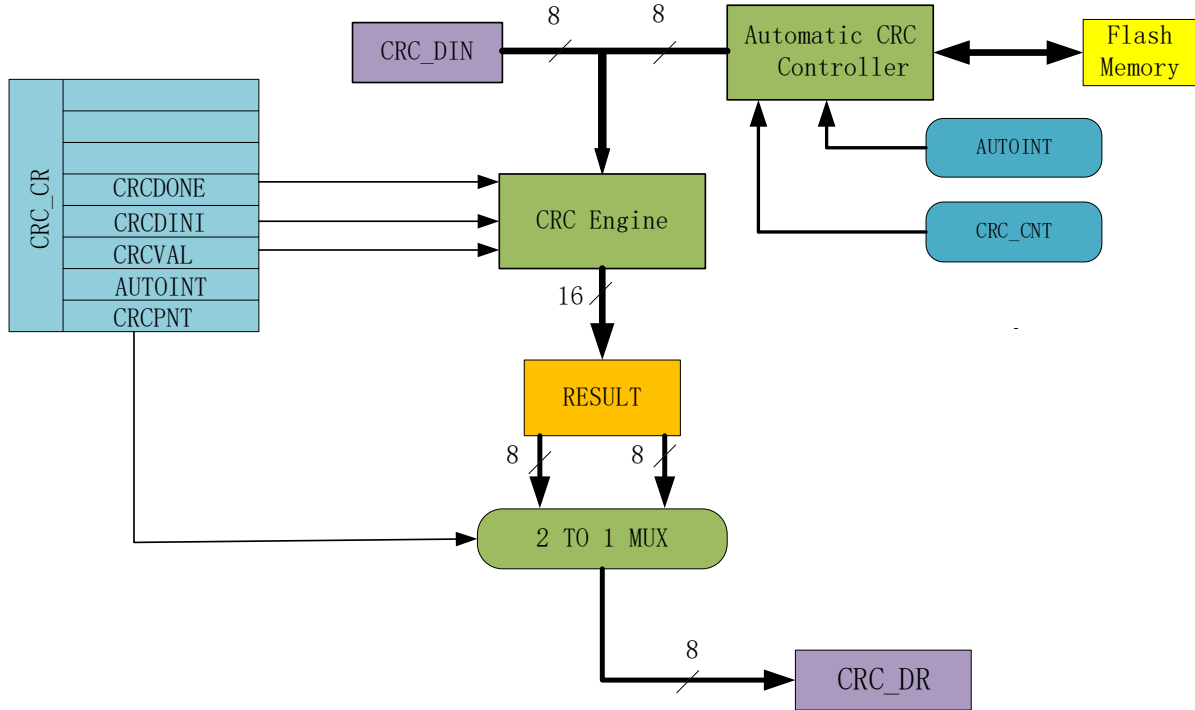 8
8
CRC_DIN
Automatic CRC
Controller
Flash
Memory
CRC_CR
CRCDONE
CRCDINI
CRCVAL
AUTOINT
CRCPNT
CRC Engine
AUTOINT
CRC_CNT
16
RESULT
8
8
2 TO 1 MUX
8
CRC_DR